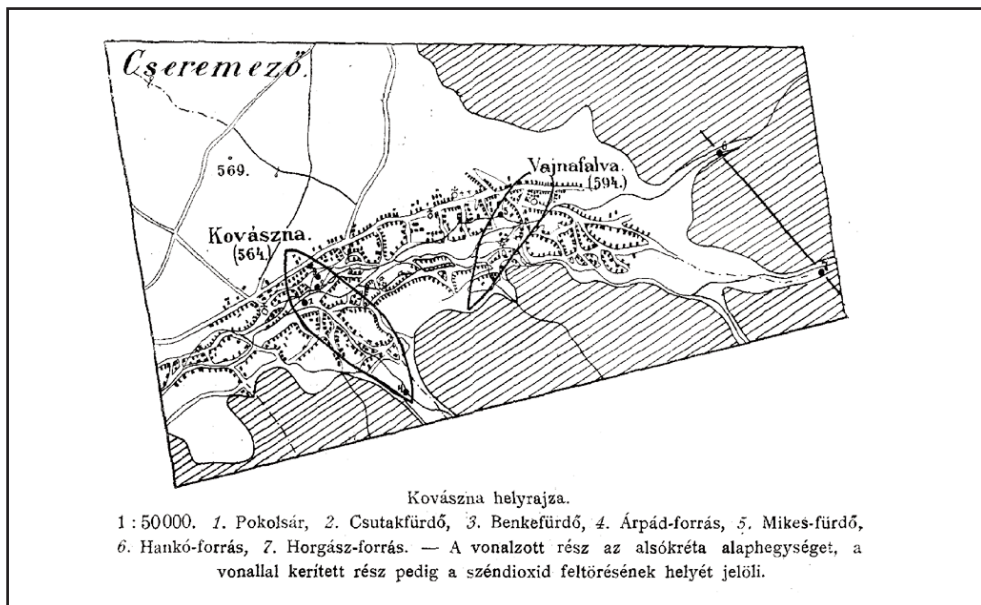 Cseremező.
569.
Vajnafalva.
(594.)
Kovászna.
(564.)
6
Kovászna helyrajza.
1 : 50000. 1. Pokolsár, 2. Csutakfürdő, 3. Benkefürdő, 4. Árpád-forrás, 5. Mikes-fürdő,
6. Hankó-forrás, 7. Horgász-forrás. — A vonalzott rész az alsókréta alaphegységet, a
vonallal kerített rész pedig a széndioxid feltörésének helyét jelöli.